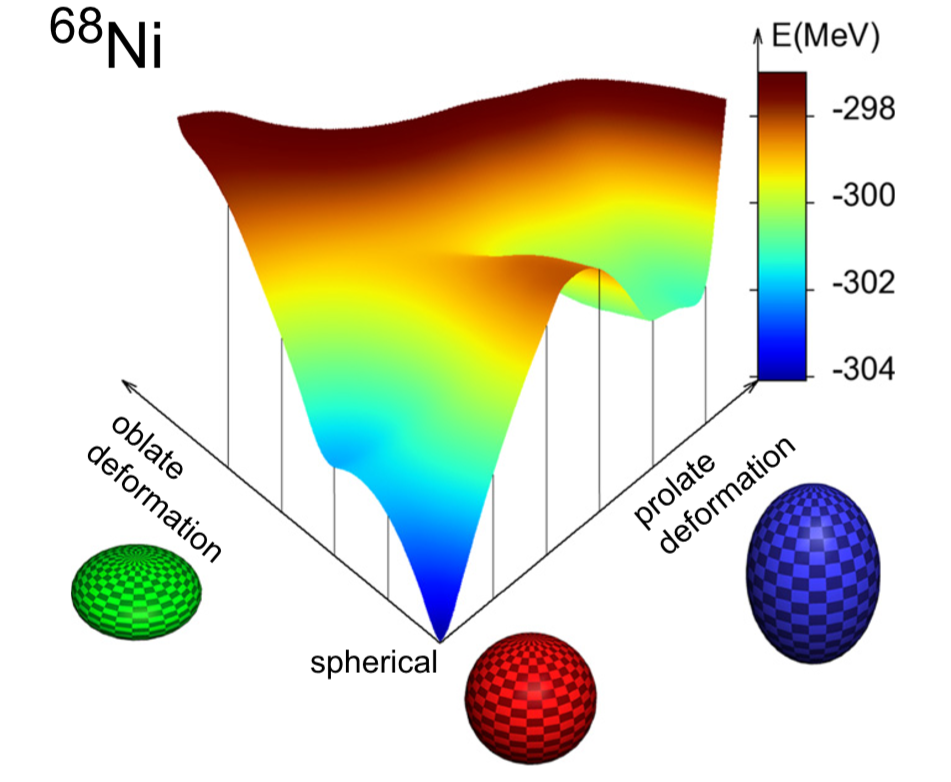 ⁶⁸Ni
E(MeV)
-298
-300
-302
-304
oblate
deformation
prolate
deformation
spherical